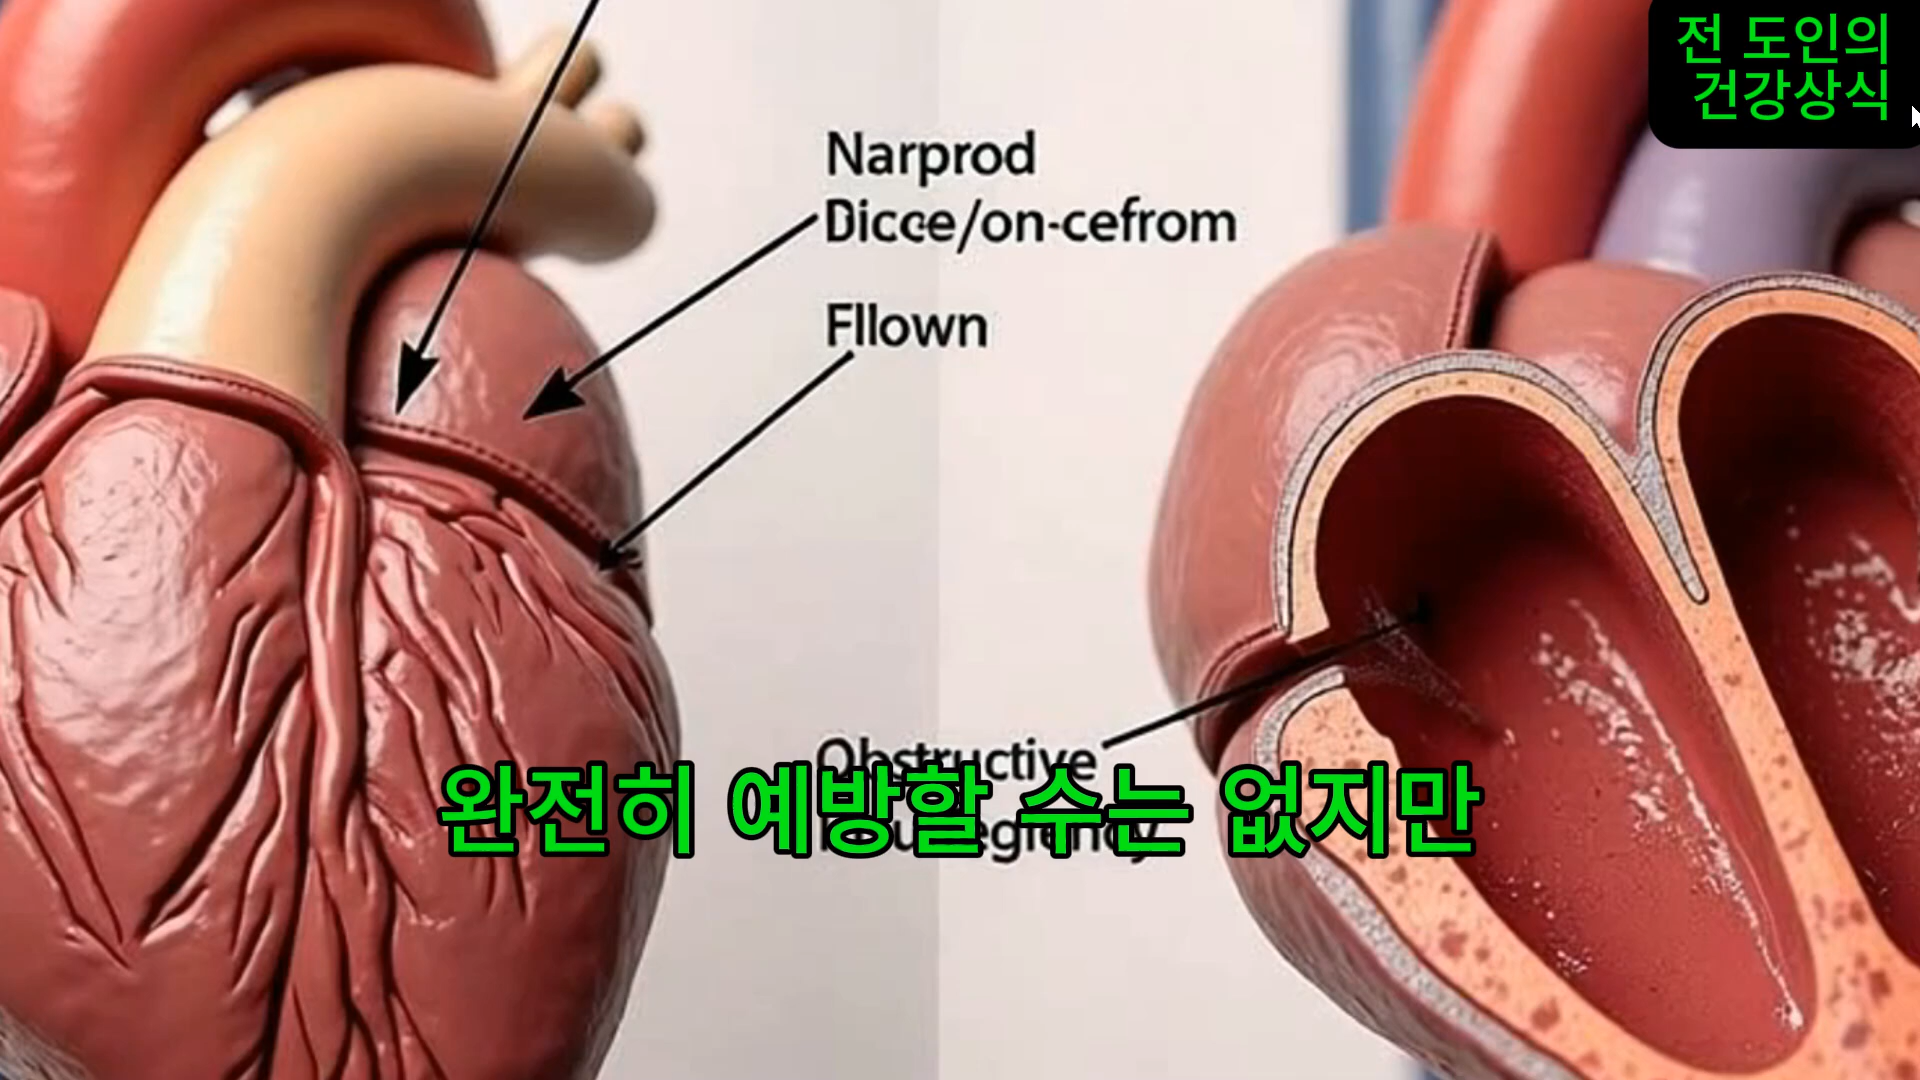 전 도인의
건강상식
Narprod
Dicce/on-cefrom
Fllown
Obstructive
완전히 예방할 수는 없지만